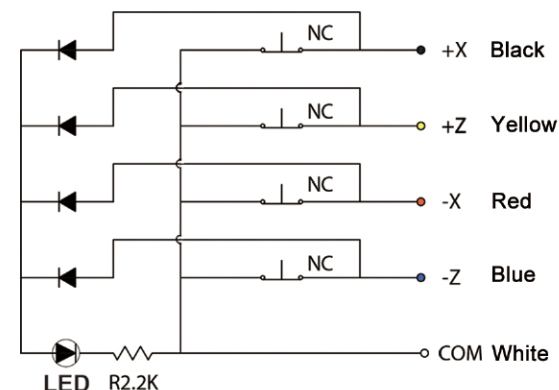 NC +X Black
NC +Z Yellow
NC -X Red
NC -Z Blue
COM White
LED R2.2K